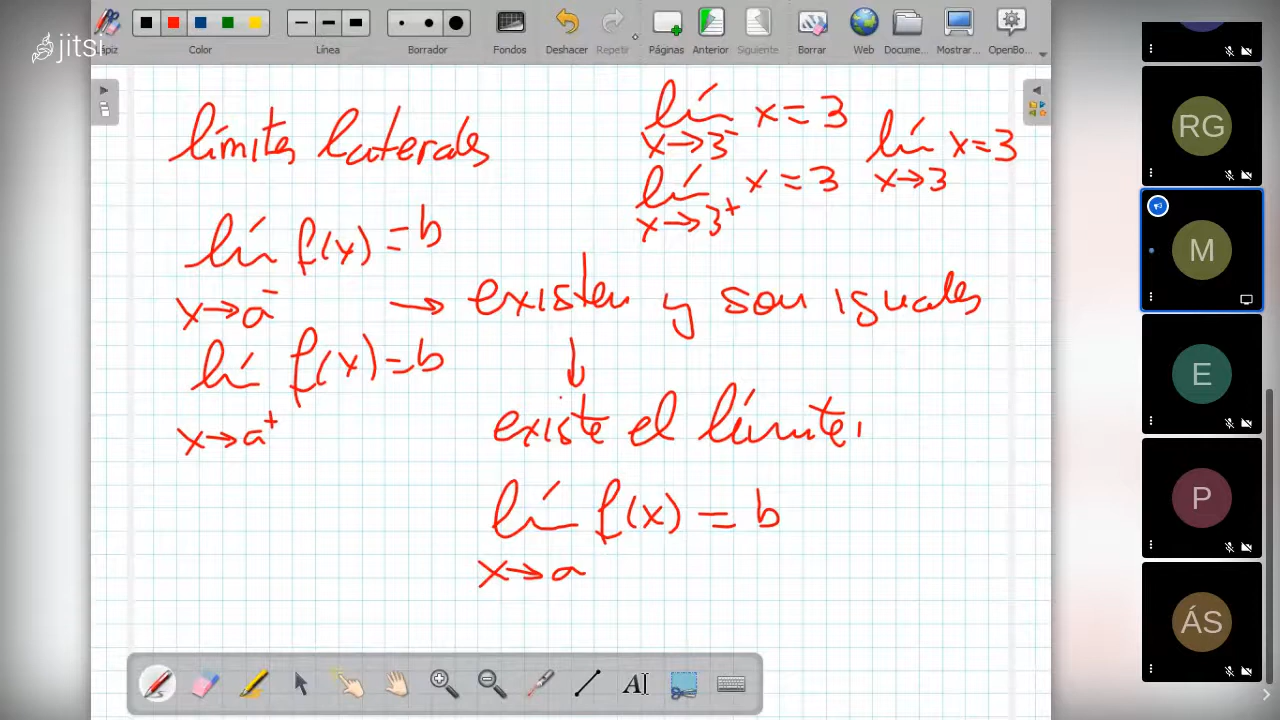 jitsi
Lápiz Color Línea Borrador Fondos Deshacer Repetir Páginas Anterior Siguiente Borrar Web Docume... Mostrar... OpenBo...
límites laterales
lím x = 3
x→3⁻
lím x = 3
x→3⁺
lím x = 3
x→3
lím f(x) = b
x→a⁻
lím f(x) = b
x→a⁺
→ existen y son iguales
↓
existe el límite,
lím f(x) = b
x→a
RG
M
E
P
ÁS